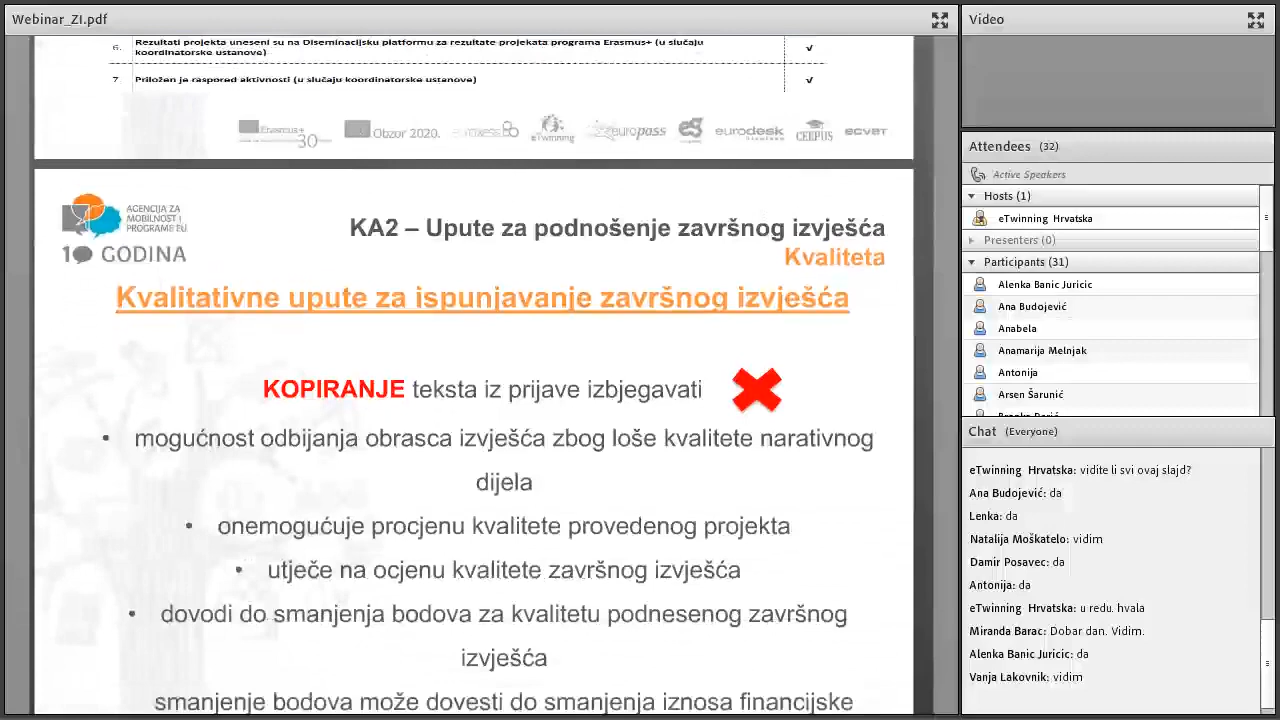 Webinar_ZI.pdf
6. Rezultati projekta uneseni su na Diseminacijsku platformu za rezultate projekata programa Erasmus+ (u slučaju
koordinatorske ustanove) √
7. Priložen je raspored aktivnosti (u slučaju koordinatorske ustanove) √
Erasmus+ 30 Obzor 2020. euraxess eTwinning europass eurodesk CEEPUS ECVET
AGENCIJA ZA
MOBILNOST I
PROGRAME EU
10 GODINA
KA2 – Upute za podnošenje završnog izvješća
Kvaliteta
Kvalitativne upute za ispunjavanje završnog izvješća
KOPIRANJE teksta iz prijave izbjegavati
• mogućnost odbijanja obrasca izvješća zbog loše kvalitete narativnog
dijela
• onemogućuje procjenu kvalitete provedenog projekta
• utječe na ocjenu kvalitete završnog izvješća
• dovodi do smanjenja bodova za kvalitetu podnesenog završnog
izvješća
smanjenje bodova može dovesti do smanjenja iznosa financijske
Video
Attendees (32)
Active Speakers
Hosts (1)
eTwinning Hrvatska
Presenters (0)
Participants (31)
Alenka Banic Juricic
Ana Budojević
Anabela
Anamarija Melnjak
Antonija
Arsen Šarunić
Chat (Everyone)
eTwinning Hrvatska: vidite li svi ovaj slajd?
Ana Budojević: da
Lenka: da
Natalija Moškatelo: vidim
Damir Posavec: da
Antonija: da
eTwinning Hrvatska: u redu. hvala
Miranda Barac: Dobar dan. Vidim.
Alenka Banic Juricic: da
Vanja Lakovnik: vidim